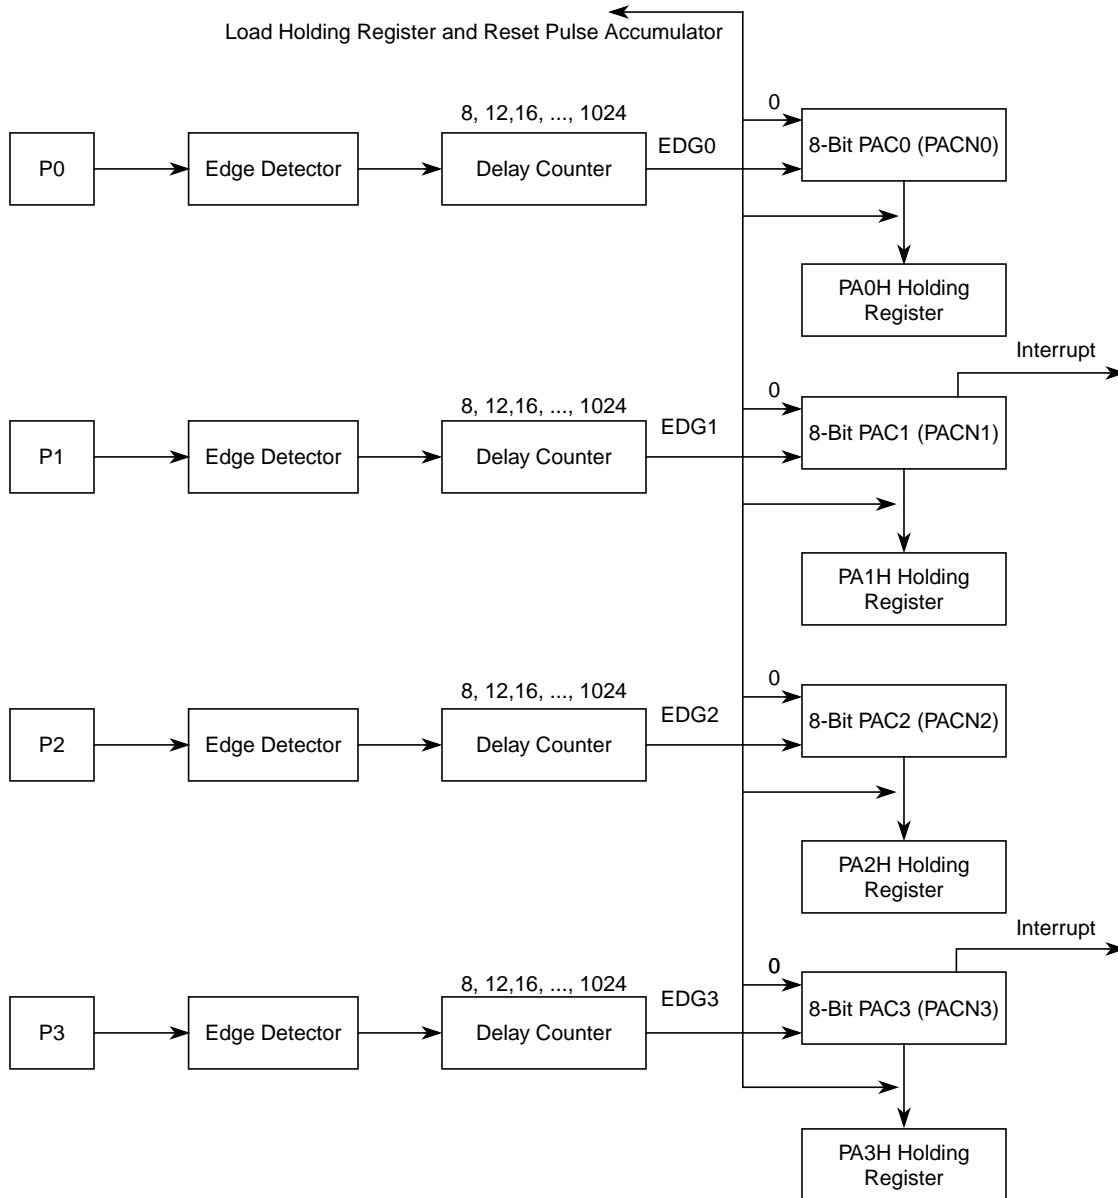 Load Holding Register and Reset Pulse Accumulator
0
8, 12,16, ..., 1024
EDG0
8-Bit PAC0 (PACN0)
P0
Edge Detector
Delay Counter
PA0H Holding
Register
Interrupt
0
8, 12,16, ..., 1024
EDG1
8-Bit PAC1 (PACN1)
P1
Edge Detector
Delay Counter
PA1H Holding
Register
0
8, 12,16, ..., 1024
EDG2
8-Bit PAC2 (PACN2)
P2
Edge Detector
Delay Counter
PA2H Holding
Register
Interrupt
0
8, 12,16, ..., 1024
EDG3
8-Bit PAC3 (PACN3)
P3
Edge Detector
Delay Counter
PA3H Holding
Register